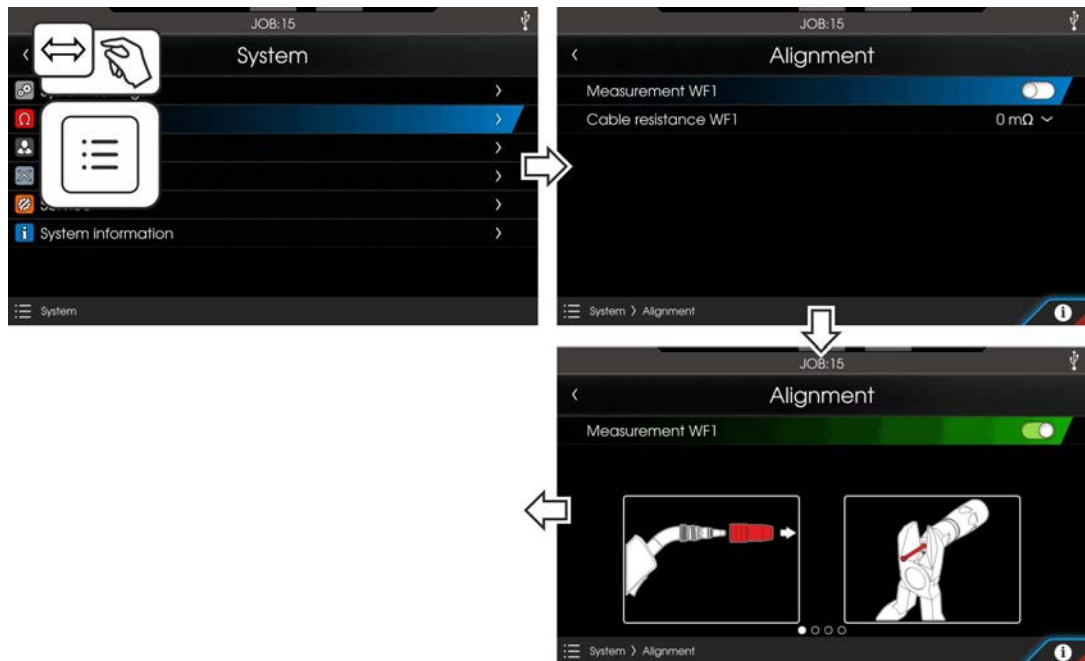 JOB:15
System
System information
System
JOB:15
Alignment
Measurement WF1
Cable resistance WF1 0 mΩ
System 〉 Alignment
JOB:15
Alignment
Measurement WF1
System 〉 Alignment